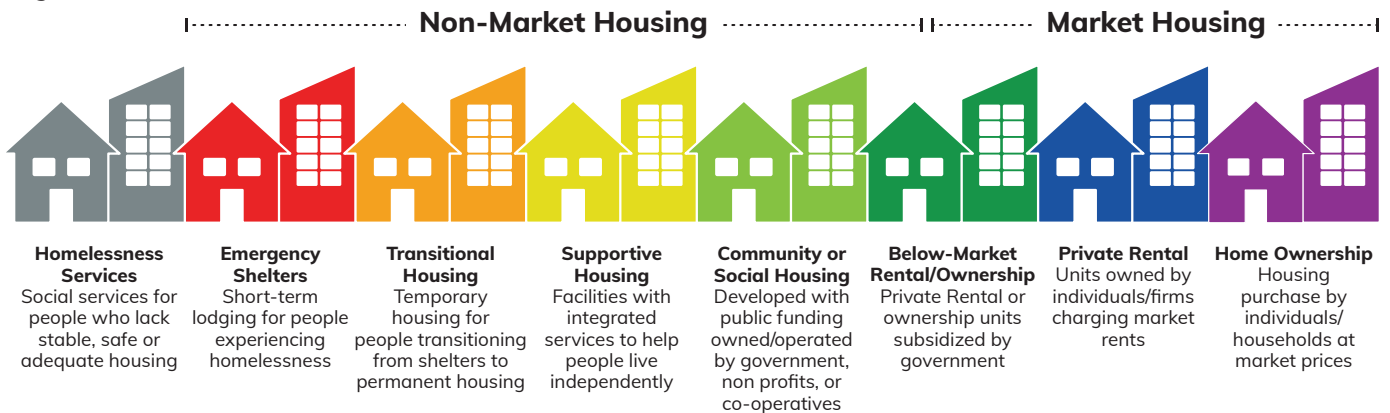 Non-Market Housing
Market Housing
Homelessness
Services
Social services for
people who lack
stable, safe or
adequate housing
Emergency
Shelters
Short-term
lodging for people
experiencing
homelessness
Transitional
Housing
Temporary
housing for
people transitioning
from shelters to
permanent housing
Supportive
Housing
Facilities with
integrated
services to help
people live
independently
Community or
Social Housing
Developed with
public funding
owned/operated
by government,
non profits, or
co-operatives
Below-Market
Rental/Ownership
Private Rental or
ownership units
subsidized by
government
Private Rental
Units owned by
individuals/firms
charging market
rents
Home Ownership
Housing
purchase by
individuals/
households at
market prices